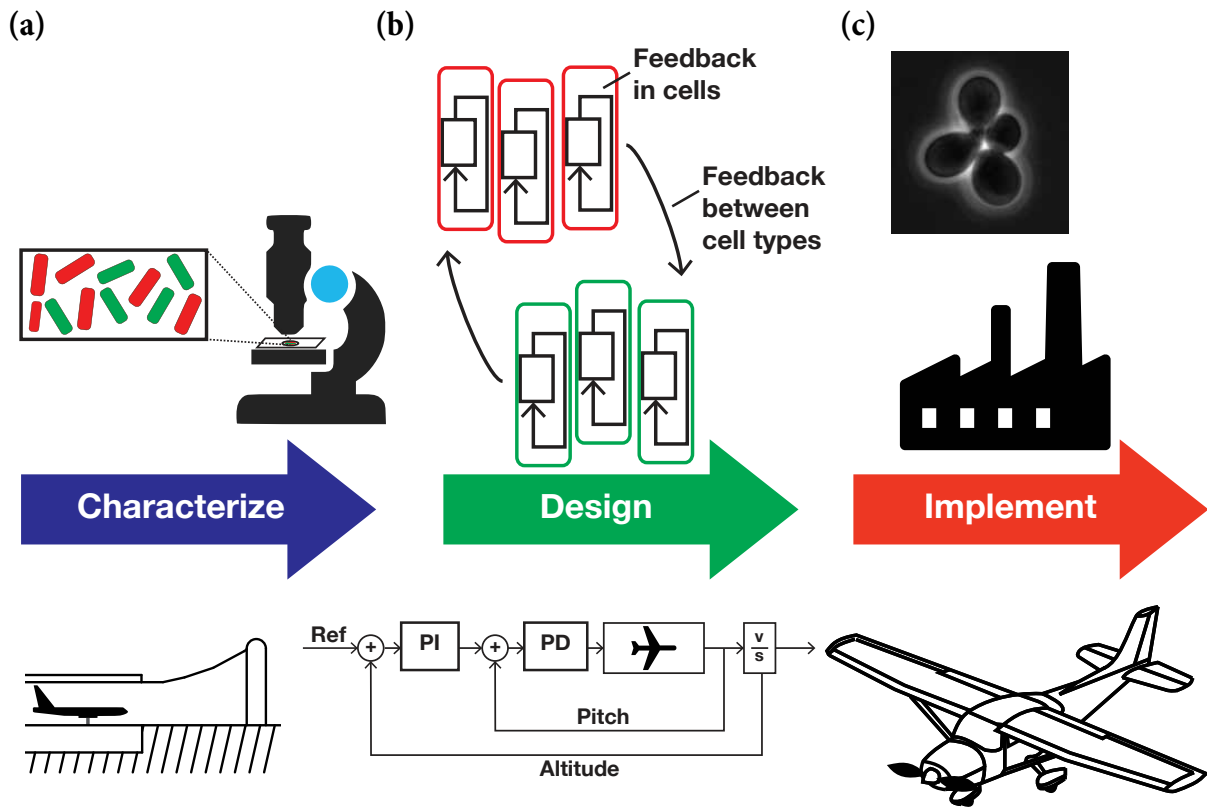 (a)
(b)
(c)
Feedback
in cells
Feedback
between
cell types
Characterize
Design
Implement
Ref
+
PI
+
PD
v
s
Pitch
Altitude